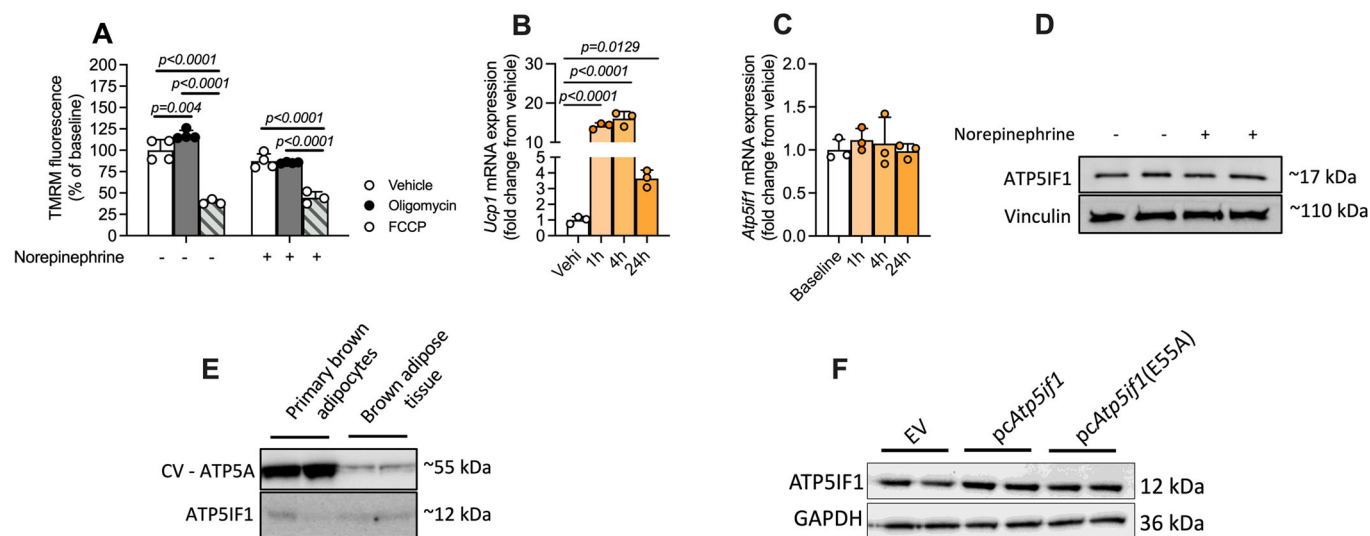 A
TMRM fluorescence
(% of baseline)
200
175
150
125
100
75
50
25
0
p<0.0001
p<0.0001
p=0.004
p<0.0001
p<0.0001
Vehicle
Oligomycin
FCCP
Norepinephrine - - - + + +
B
Ucp1 mRNA expression
(fold change from vehicle)
30
20
10
4
3
2
1
0
p=0.0129
p<0.0001
p<0.0001
Vehi 1h 4h 24h
C
Atp5if1 mRNA expression
(fold change from vehicle)
2.0
1.5
1.0
0.5
0.0
Baseline 1h 4h 24h
D
Norepinephrine - - + +
ATP5IF1 ~17 kDa
Vinculin ~110 kDa
E
Primary brown
adipocytes
Brown adipose
tissue
CV - ATP5A ~55 kDa
ATP5IF1 ~12 kDa
F
EV pcAtp5if1 pcAtp5if1(E55A)
ATP5IF1 12 kDa
GAPDH 36 kDa